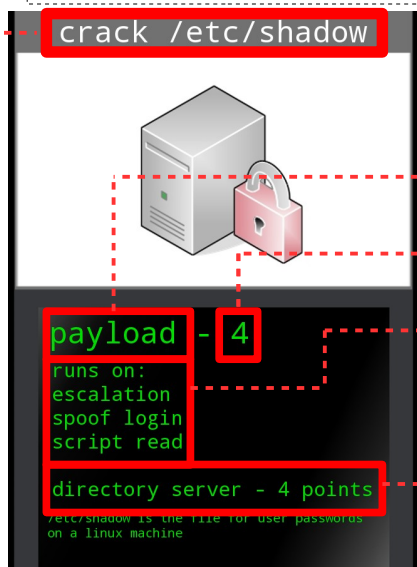 crack /etc/shadow
payload - 4
runs on:
escalation
spoof login
script read
directory server - 4 points
/etc/shadow is the file for user passwords
on a linux machine